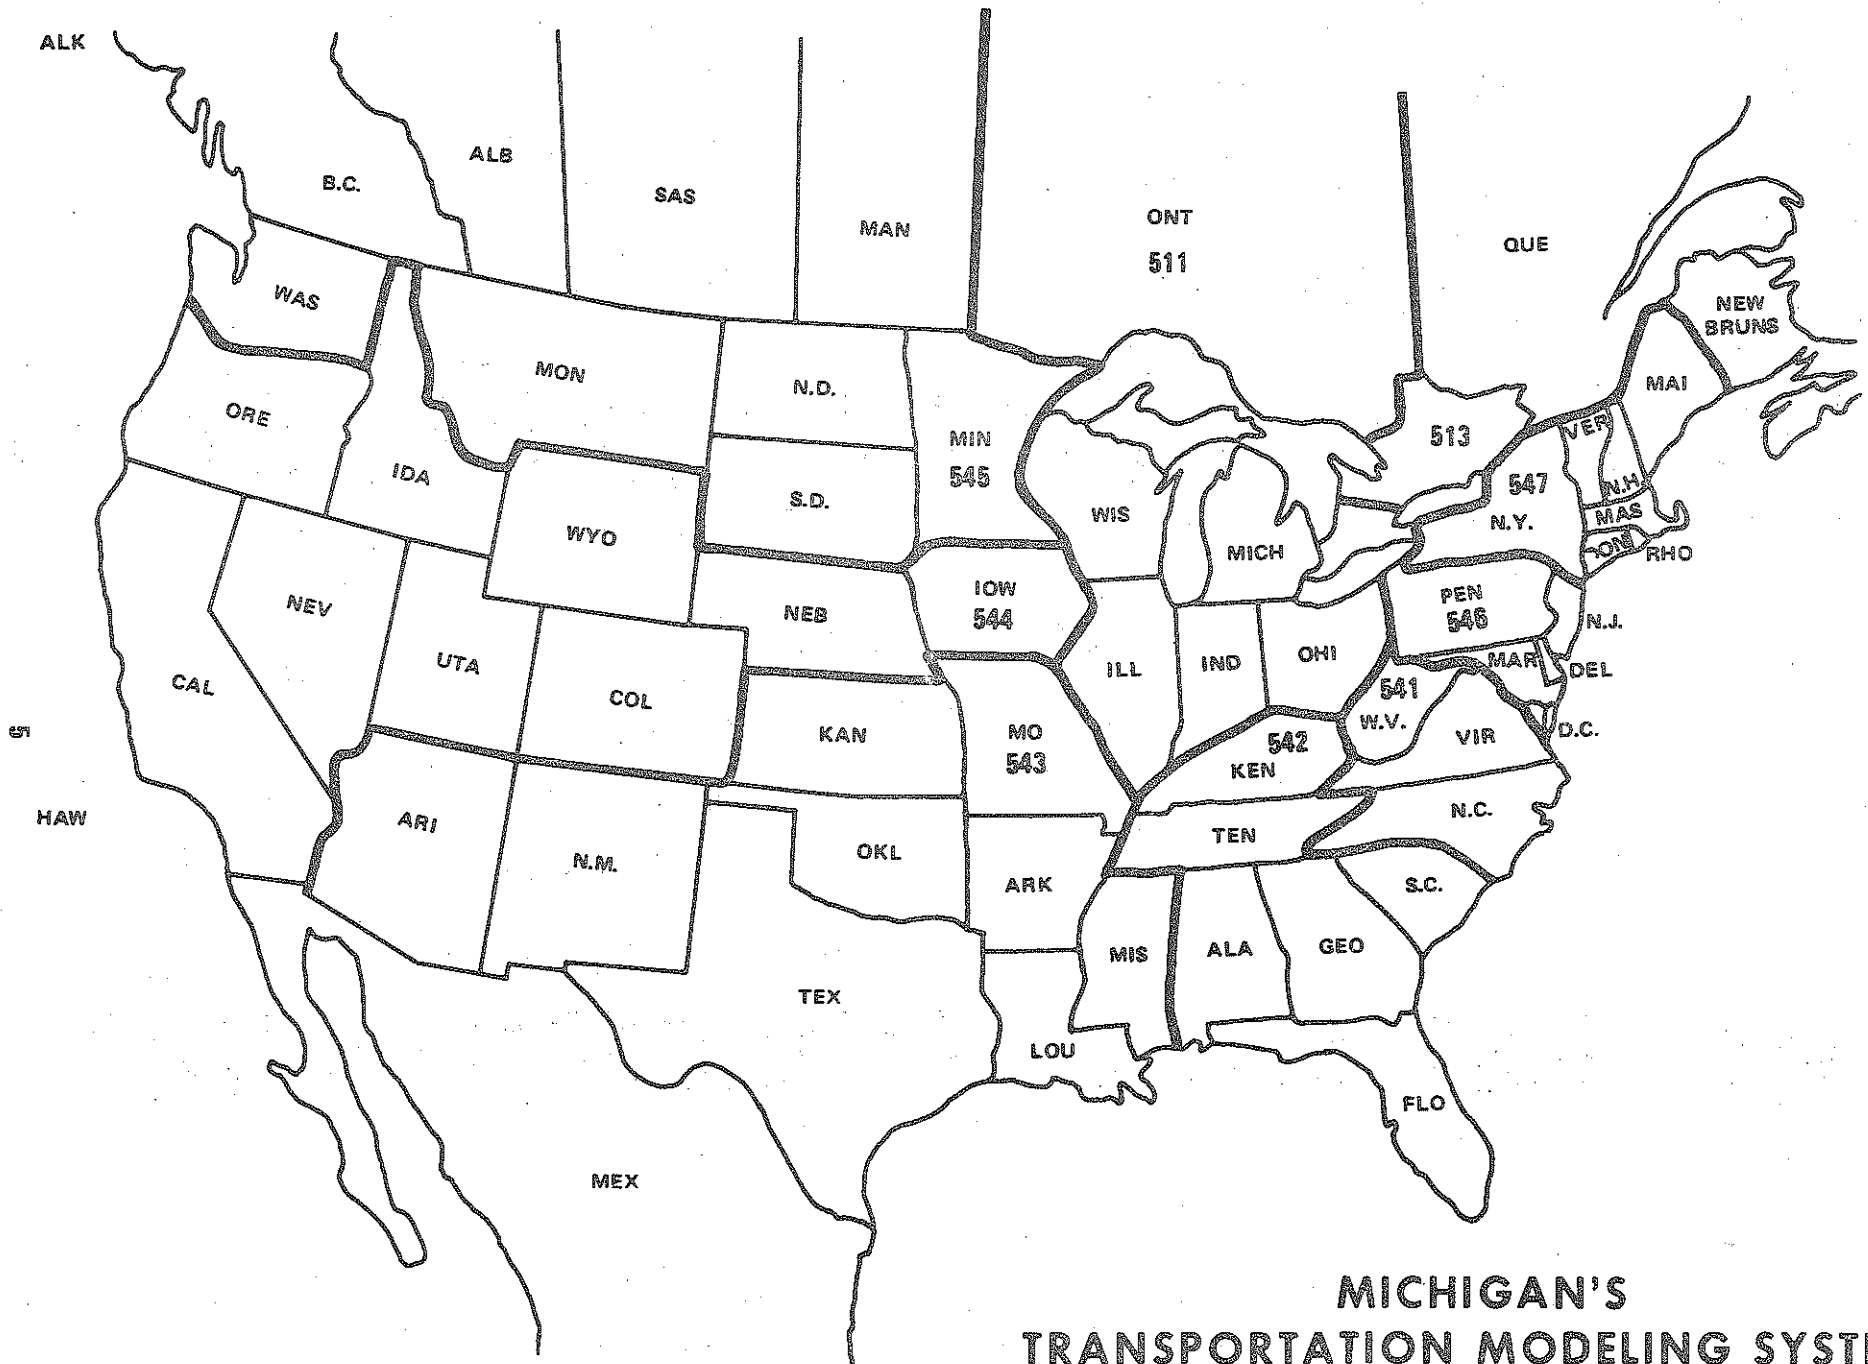 ALK
B.C.
ALB
SAS
MAN
ONT
511
QUE
NEW
BRUNS
WAS
MON
N.D.
MIN
545
513
MAI
VER
N.H
547
N.Y.
MAS
RHO
ORE
IDA
WYO
S.D.
WIS
MICH
IOW
544
PEN
546
N.J.
NEV
UTA
COL
NEB
ILL
IND
OHI
MAR
DEL
541
W.V.
VIR
D.C.
CAL
KAN
MO
543
542
KEN
HAW
ARI
N.M.
OKL
ARK
TEN
N.C.
S.C.
MIS
ALA
GEO
TEX
LOU
FLO
MEX
MICHIGAN'S
TRANSPORTATION MODELING